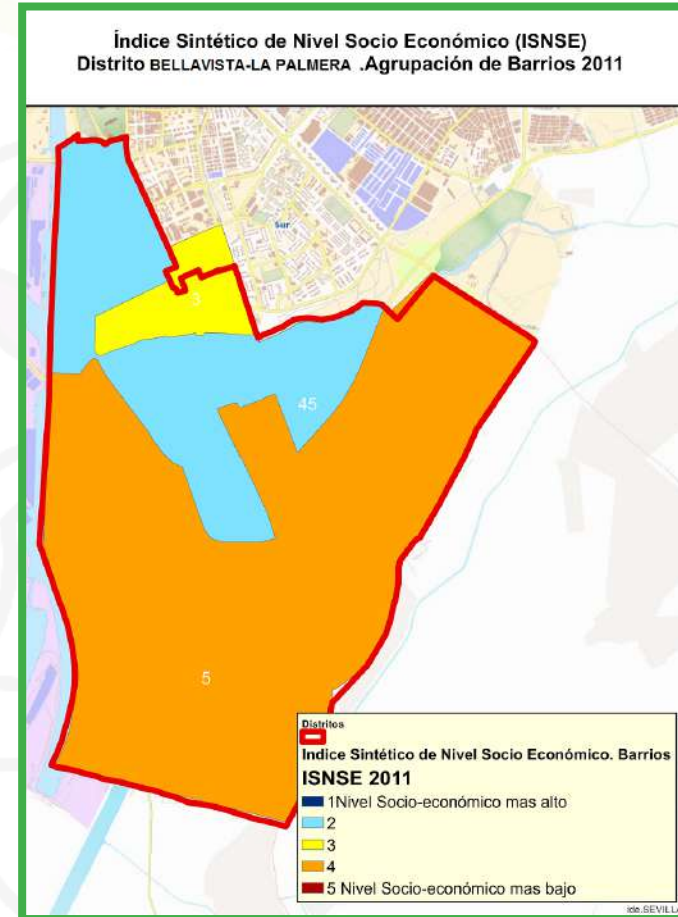 Índice Sintético de Nivel Socio Económico (ISNSE)
Distrito BELLAVISTA-LA PALMERA .Agrupación de Barrios 2011
Sur
3
45
5
Distritos
Indice Sintético de Nivel Socio Económico. Barrios
ISNSE 2011
1Nivel Socio-económico mas alto
2
3
4
5 Nivel Socio-económico mas bajo
ide.SEVILLA